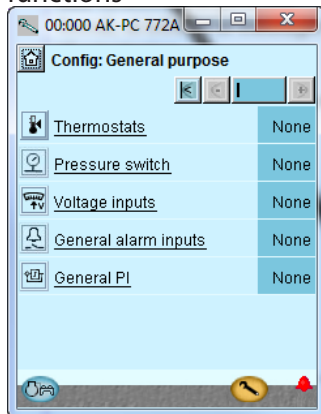 functions
00:000 AK-PC 772A
Config: General purpose
Thermostats None
Pressure switch None
Voltage inputs None
General alarm inputs None
General PI None